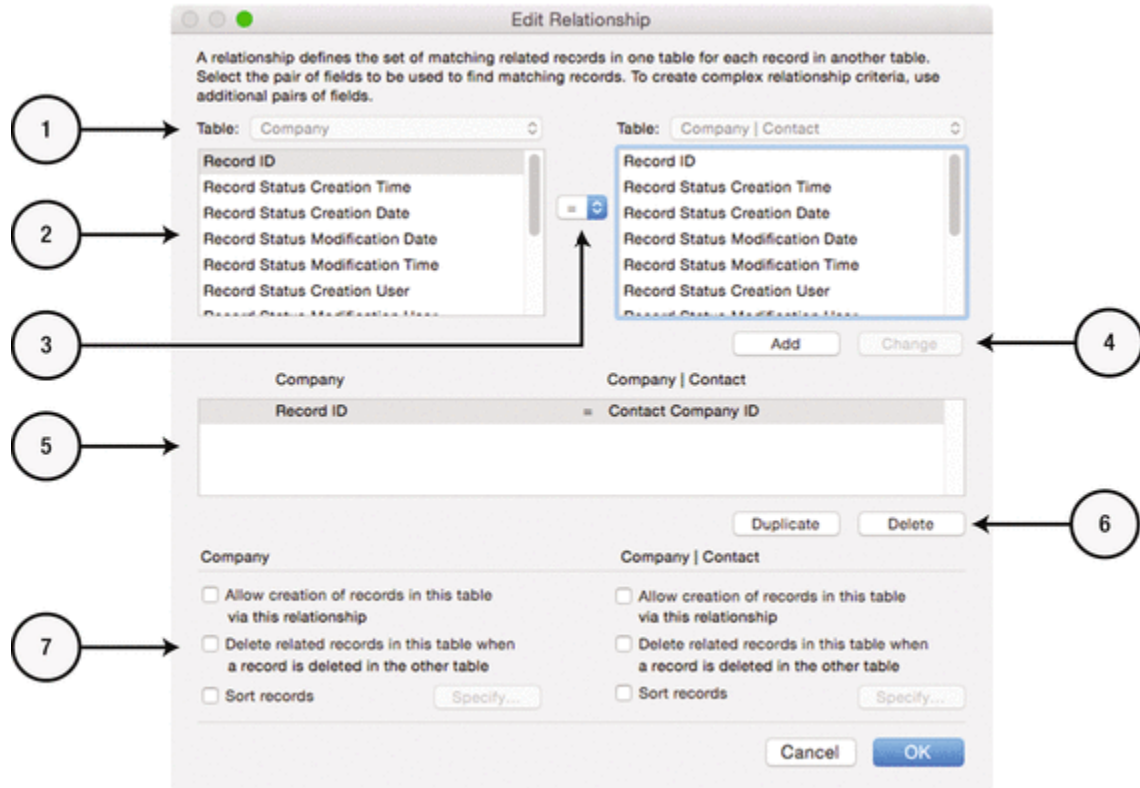 Edit Relationship
A relationship defines the set of matching related records in one table for each record in another table.
Select the pair of fields to be used to find matching records. To create complex relationship criteria, use
additional pairs of fields.
1
Table: Company
Table: Company | Contact
Record ID
Record Status Creation Time
Record Status Creation Date
Record Status Modification Date
Record Status Modification Time
Record Status Creation User
Record Status Modification User
2
=
Record ID
Record Status Creation Time
Record Status Creation Date
Record Status Modification Date
Record Status Modification Time
Record Status Creation User
Record Status Modification User
3
Add
Change
4
Company
Company | Contact
Record ID = Contact Company ID
5
Duplicate
Delete
6
Company
Allow creation of records in this table
via this relationship
Delete related records in this table when
a record is deleted in the other table
Sort records
Specify...
7
Company | Contact
Allow creation of records in this table
via this relationship
Delete related records in this table when
a record is deleted in the other table
Sort records
Specify...
Cancel
OK